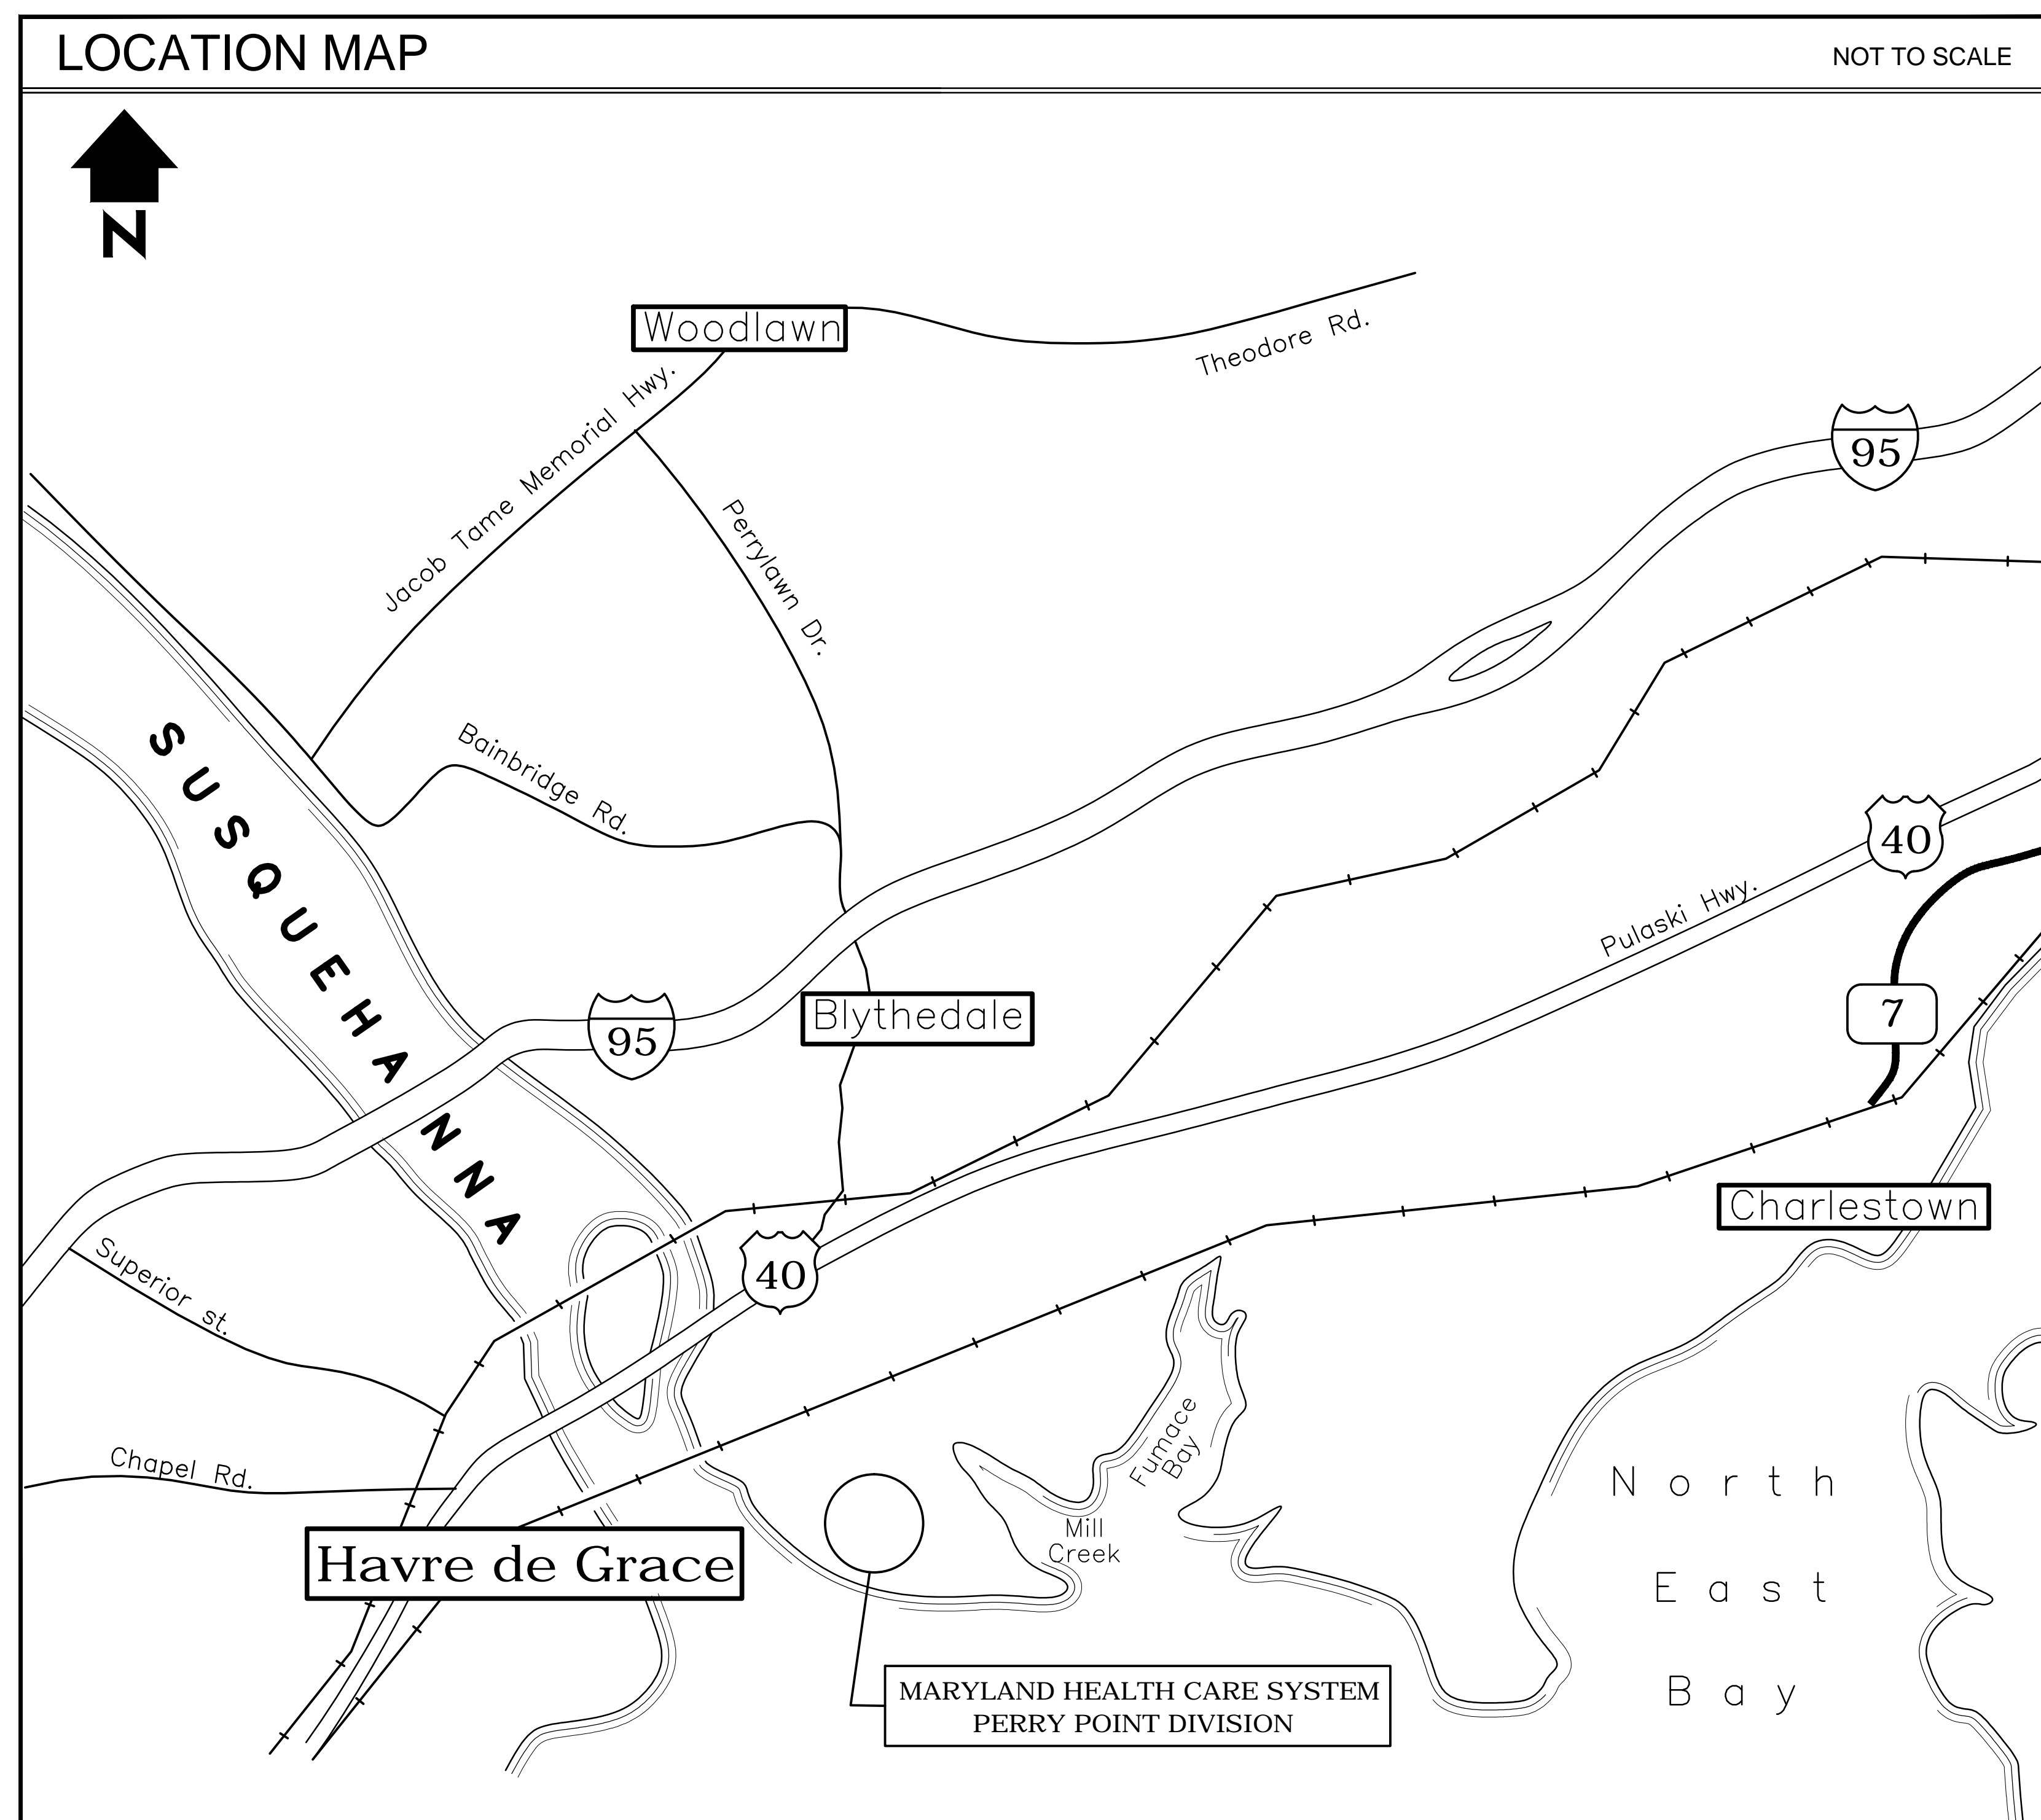 LOCATION MAP
NOT TO SCALE
N
Woodlawn
Theodore Rd.
Jacob Tame Memorial Hwy.
95
Perrylawn Dr.
Bainbridge Rd.
SUSQUEHANNA
40
Pulaski Hwy.
7
95
Blythedale
Charlestown
Superior st.
40
Chapel Rd.
Furnace
Bay
Mill
Creek
North
East
Bay
Havre de Grace
MARYLAND HEALTH CARE SYSTEM
PERRY POINT DIVISION